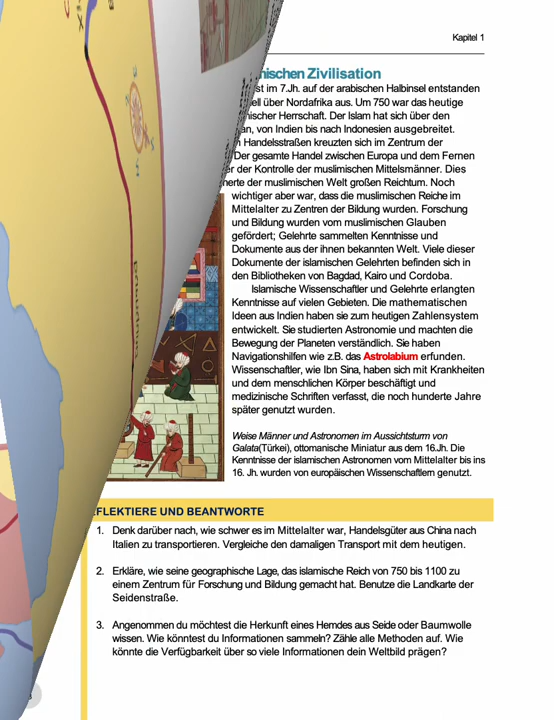 Kapitel 1
Zivilisation
im 7.Jh. auf der arabischen Halbinsel entstanden
über Nordafrika aus. Um 750 war das heutige
Herrschaft. Der Islam hat sich über den
von Indien bis nach Indonesien ausgebreitet.
Handelsstraßen kreuzten sich im Zentrum der
Der gesamte Handel zwischen Europa und dem Fernen
der Kontrolle der muslimischen Mittelsmänner. Dies
der muslimischen Welt großen Reichtum. Noch
wichtiger aber war, dass die muslimischen Reiche im
Mittelalter zu Zentren der Bildung wurden. Forschung
und Bildung wurden vom muslimischen Glauben
gefördert; Gelehrte sammelten Kenntnisse und
Dokumente aus der ihnen bekannten Welt. Viele dieser
Dokumente der islamischen Gelehrten befinden sich in
den Bibliotheken von Bagdad, Kairo und Cordoba.
Islamische Wissenschaftler und Gelehrte erlangten
Kenntnisse auf vielen Gebieten. Die mathematischen
Ideen aus Indien haben sie zum heutigen Zahlensystem
entwickelt. Sie studierten Astronomie und machten die
Bewegung der Planeten verständlich. Sie haben
Navigationshilfen wie z.B. das Astrolabium erfunden.
Wissenschaftler, wie Ibn Sina, haben sich mit Krankheiten
und dem menschlichen Körper beschäftigt und
medizinische Schriften verfasst, die noch hunderte Jahre
später genutzt wurden.
Weise Männer und Astronomen im Aussichtsturm von
Galata(Türkei), ottomanische Miniatur aus dem 16.Jh. Die
Kenntnisse der islamischen Astronomen vom Mittelalter bis ins
16. Jh. wurden von europäischen Wissenschaftlern genutzt.
FLEKTIERE UND BEANTWORTE
1. Denk darüber nach, wie schwer es im Mittelalter war, Handelsgüter aus China nach
Italien zu transportieren. Vergleiche den damaligen Transport mit dem heutigen.
2. Erkläre, wie seine geographische Lage, das islamische Reich von 750 bis 1100 zu
einem Zentrum für Forschung und Bildung gemacht hat. Benutze die Landkarte der
Seidenstraße.
3. Angenommen du möchtest die Herkunft eines Hemdes aus Seide oder Baumwolle
wissen. Wie könntest du Informationen sammeln? Zähle alle Methoden auf. Wie
könnte die Verfügbarkeit über so viele Informationen dein Weltbild prägen?